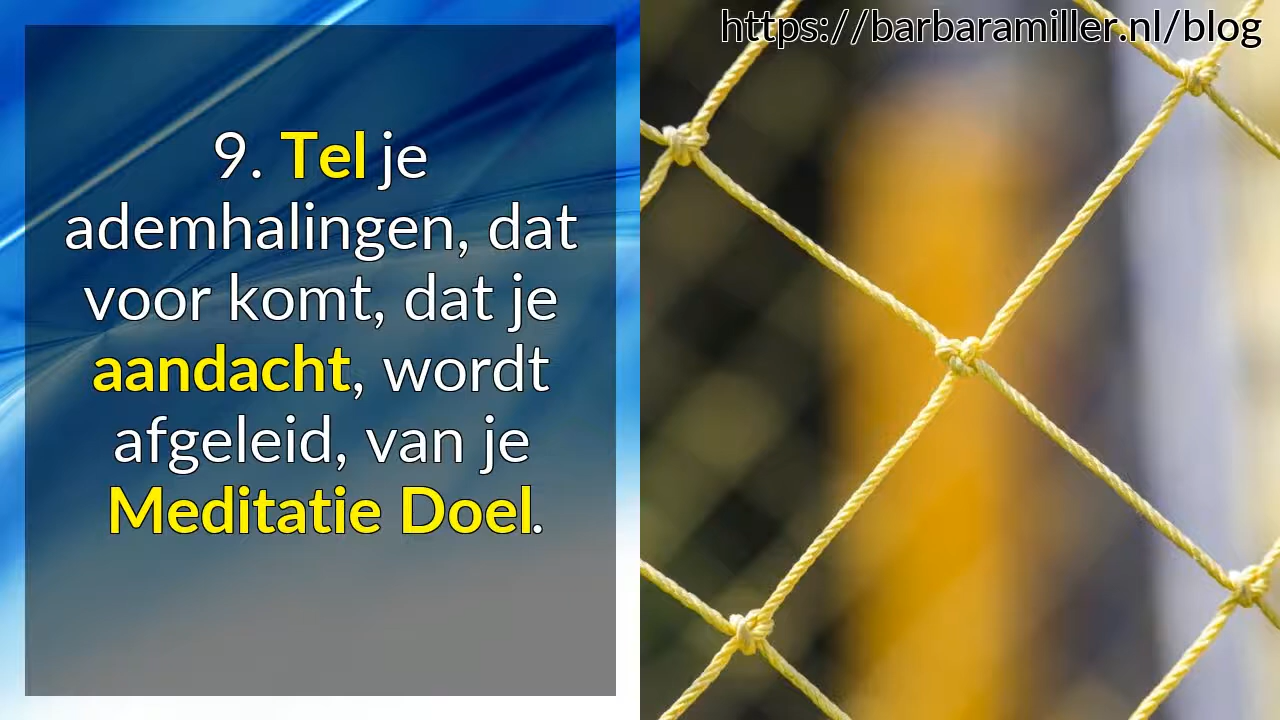 https://barbaramiller.nl/blog
9. Tel je
ademhalingen, dat
voor komt, dat je
aandacht, wordt
afgeleid, van je
Meditatie Doel.